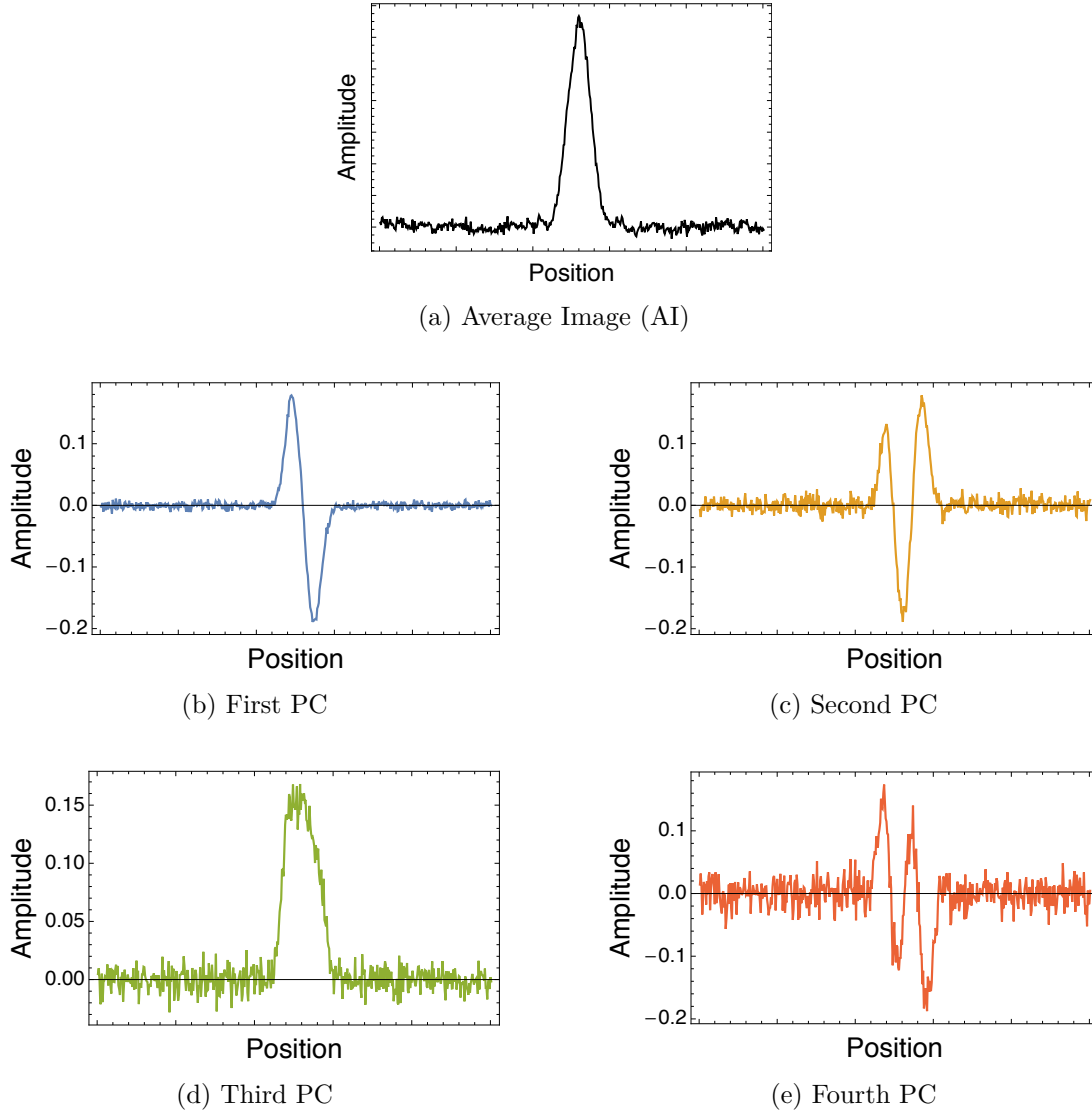 Amplitude
Position
(a) Average Image (AI)
0.1
0.0
−0.1
−0.2
Amplitude
Position
(b) First PC
0.1
0.0
−0.1
−0.2
Amplitude
Position
(c) Second PC
0.15
0.10
0.05
0.00
Amplitude
Position
(d) Third PC
0.1
0.0
−0.1
−0.2
Amplitude
Position
(e) Fourth PC